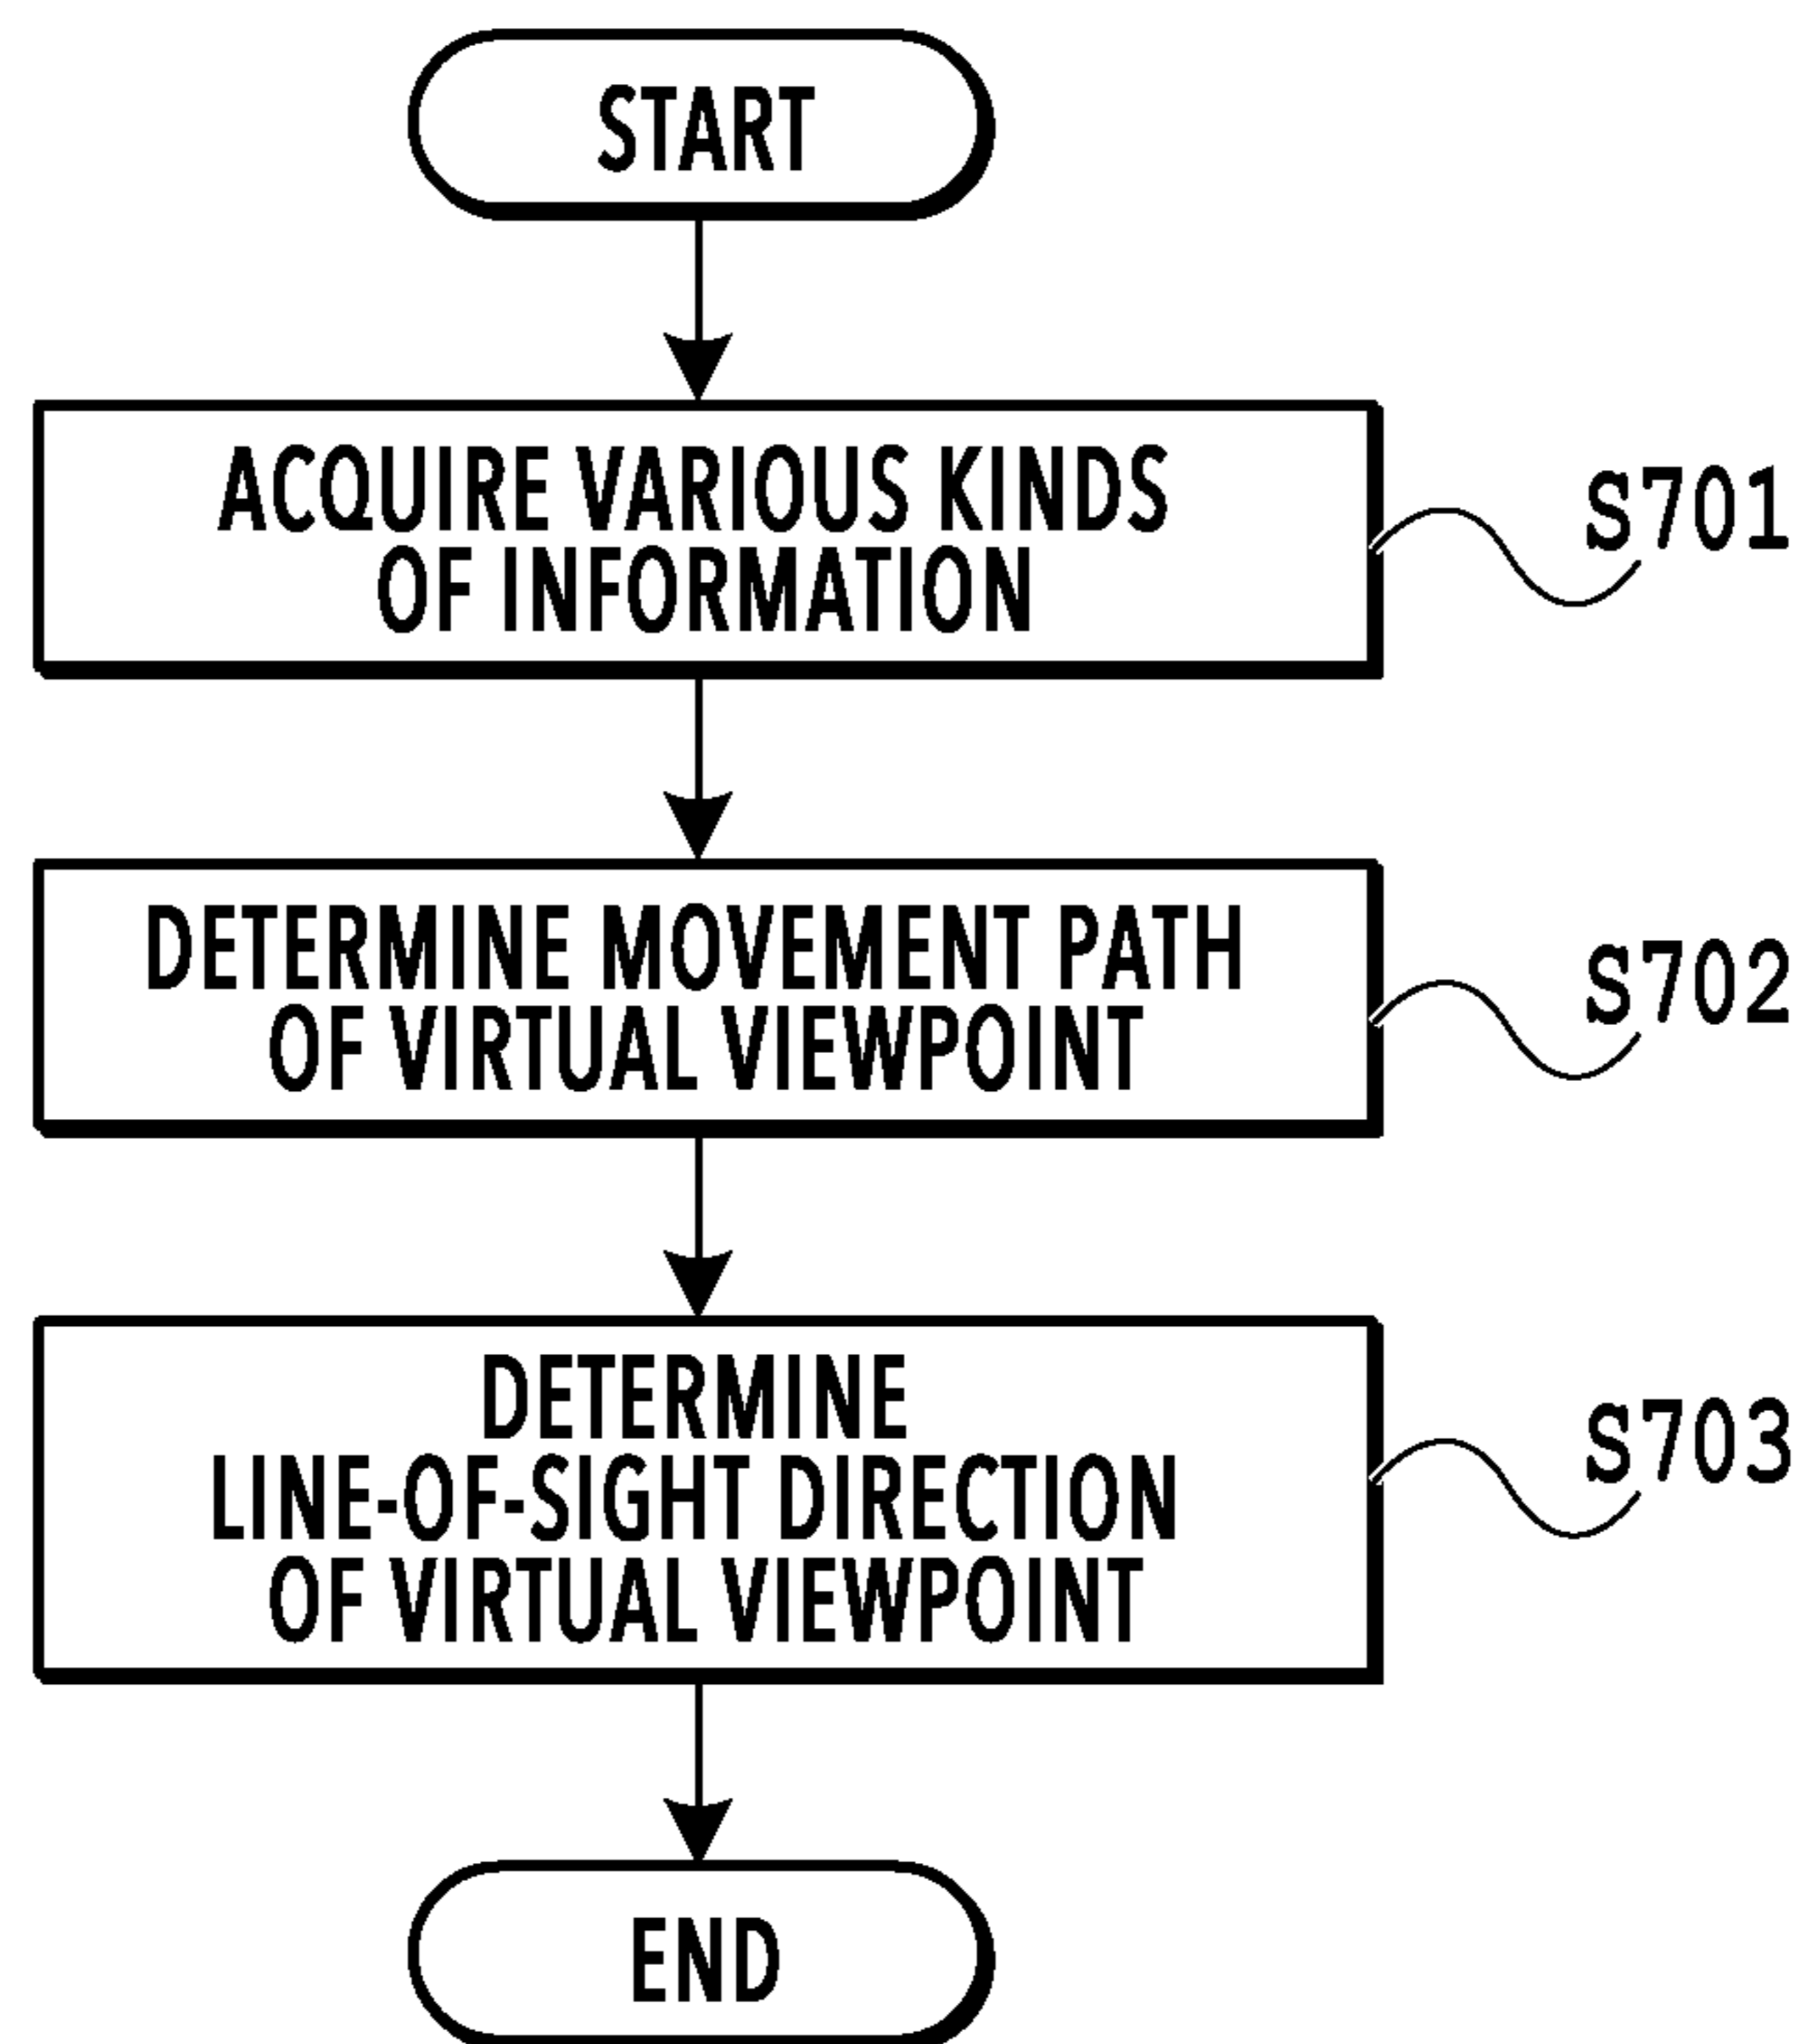 START
ACQUIRE VARIOUS KINDS
OF INFORMATION
S701
DETERMINE MOVEMENT PATH
OF VIRTUAL VIEWPOINT
S702
DETERMINE
LINE-OF-SIGHT DIRECTION
OF VIRTUAL VIEWPOINT
S703
END